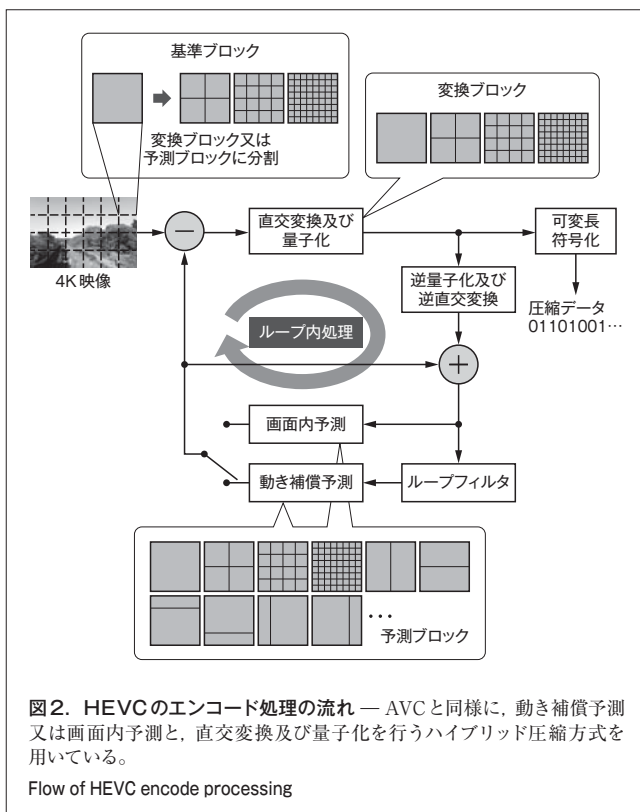 基準ブロック
変換ブロック又は
予測ブロックに分割
変換ブロック
4K 映像
−
直交変換及び
量子化
可変長
符号化
逆量子化及び
逆直交変換
圧縮データ
01101001…
ループ内処理
+
画面内予測
動き補償予測
ループフィルタ
…
予測ブロック
図2．HEVCのエンコード処理の流れ — AVCと同様に，動き補償予測
又は画面内予測と，直交変換及び量子化を行うハイブリッド圧縮方式を
用いている。
Flow of HEVC encode processing